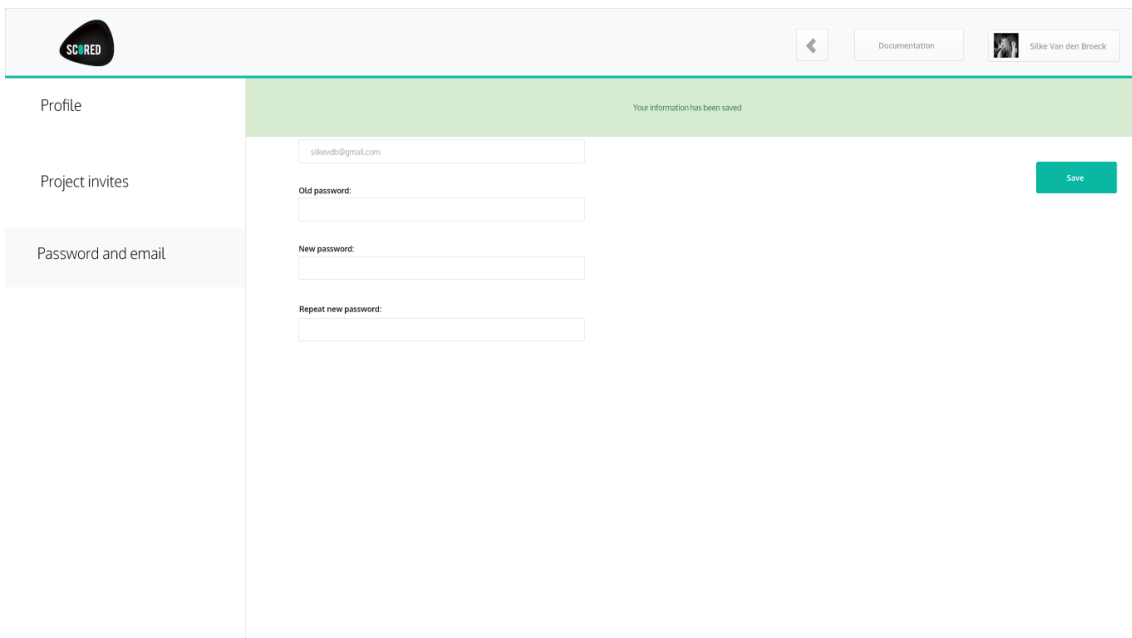 SCORED
Documentation
Silke Van den Broeck
Profile
Project invites
Password and email
Your information has been saved
silkevdb@gmail.com
Save
Old password:
New password:
Repeat new password: